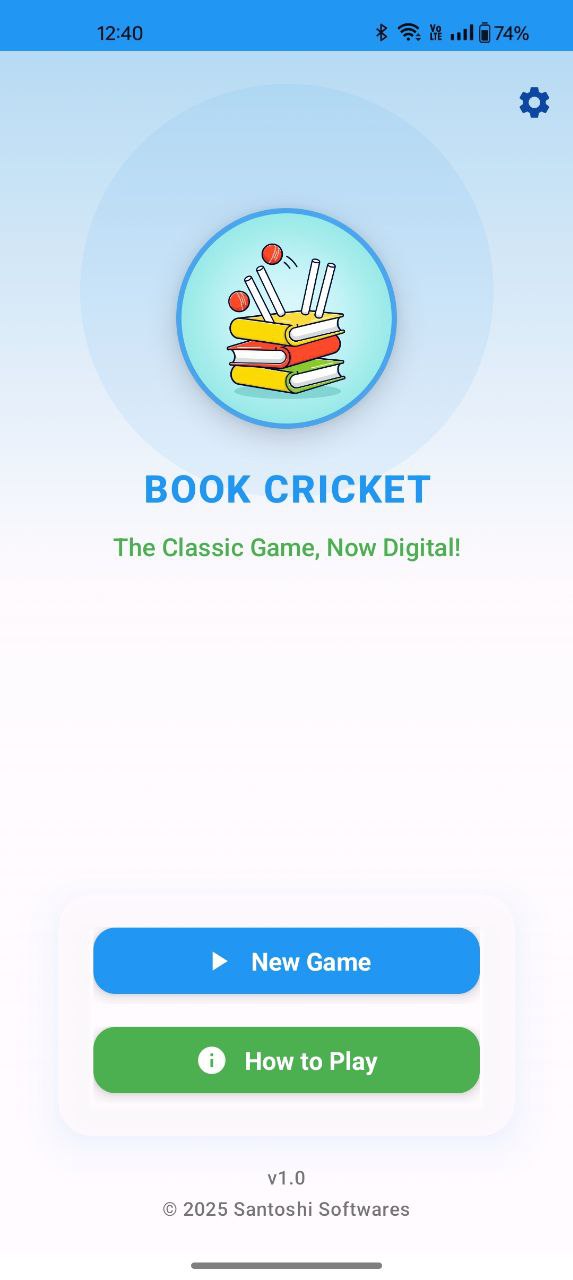 12:40
Vo
LTE
74%
BOOK CRICKET
The Classic Game, Now Digital!
New Game
How to Play
v1.0
© 2025 Santoshi Softwares